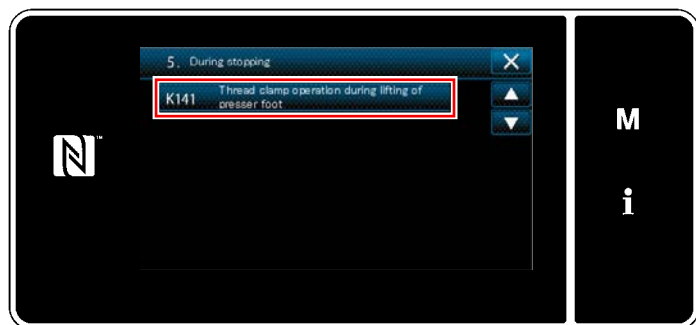 5. During stopping
K141 Thread clamp operation during lifting of
presser foot
M
i